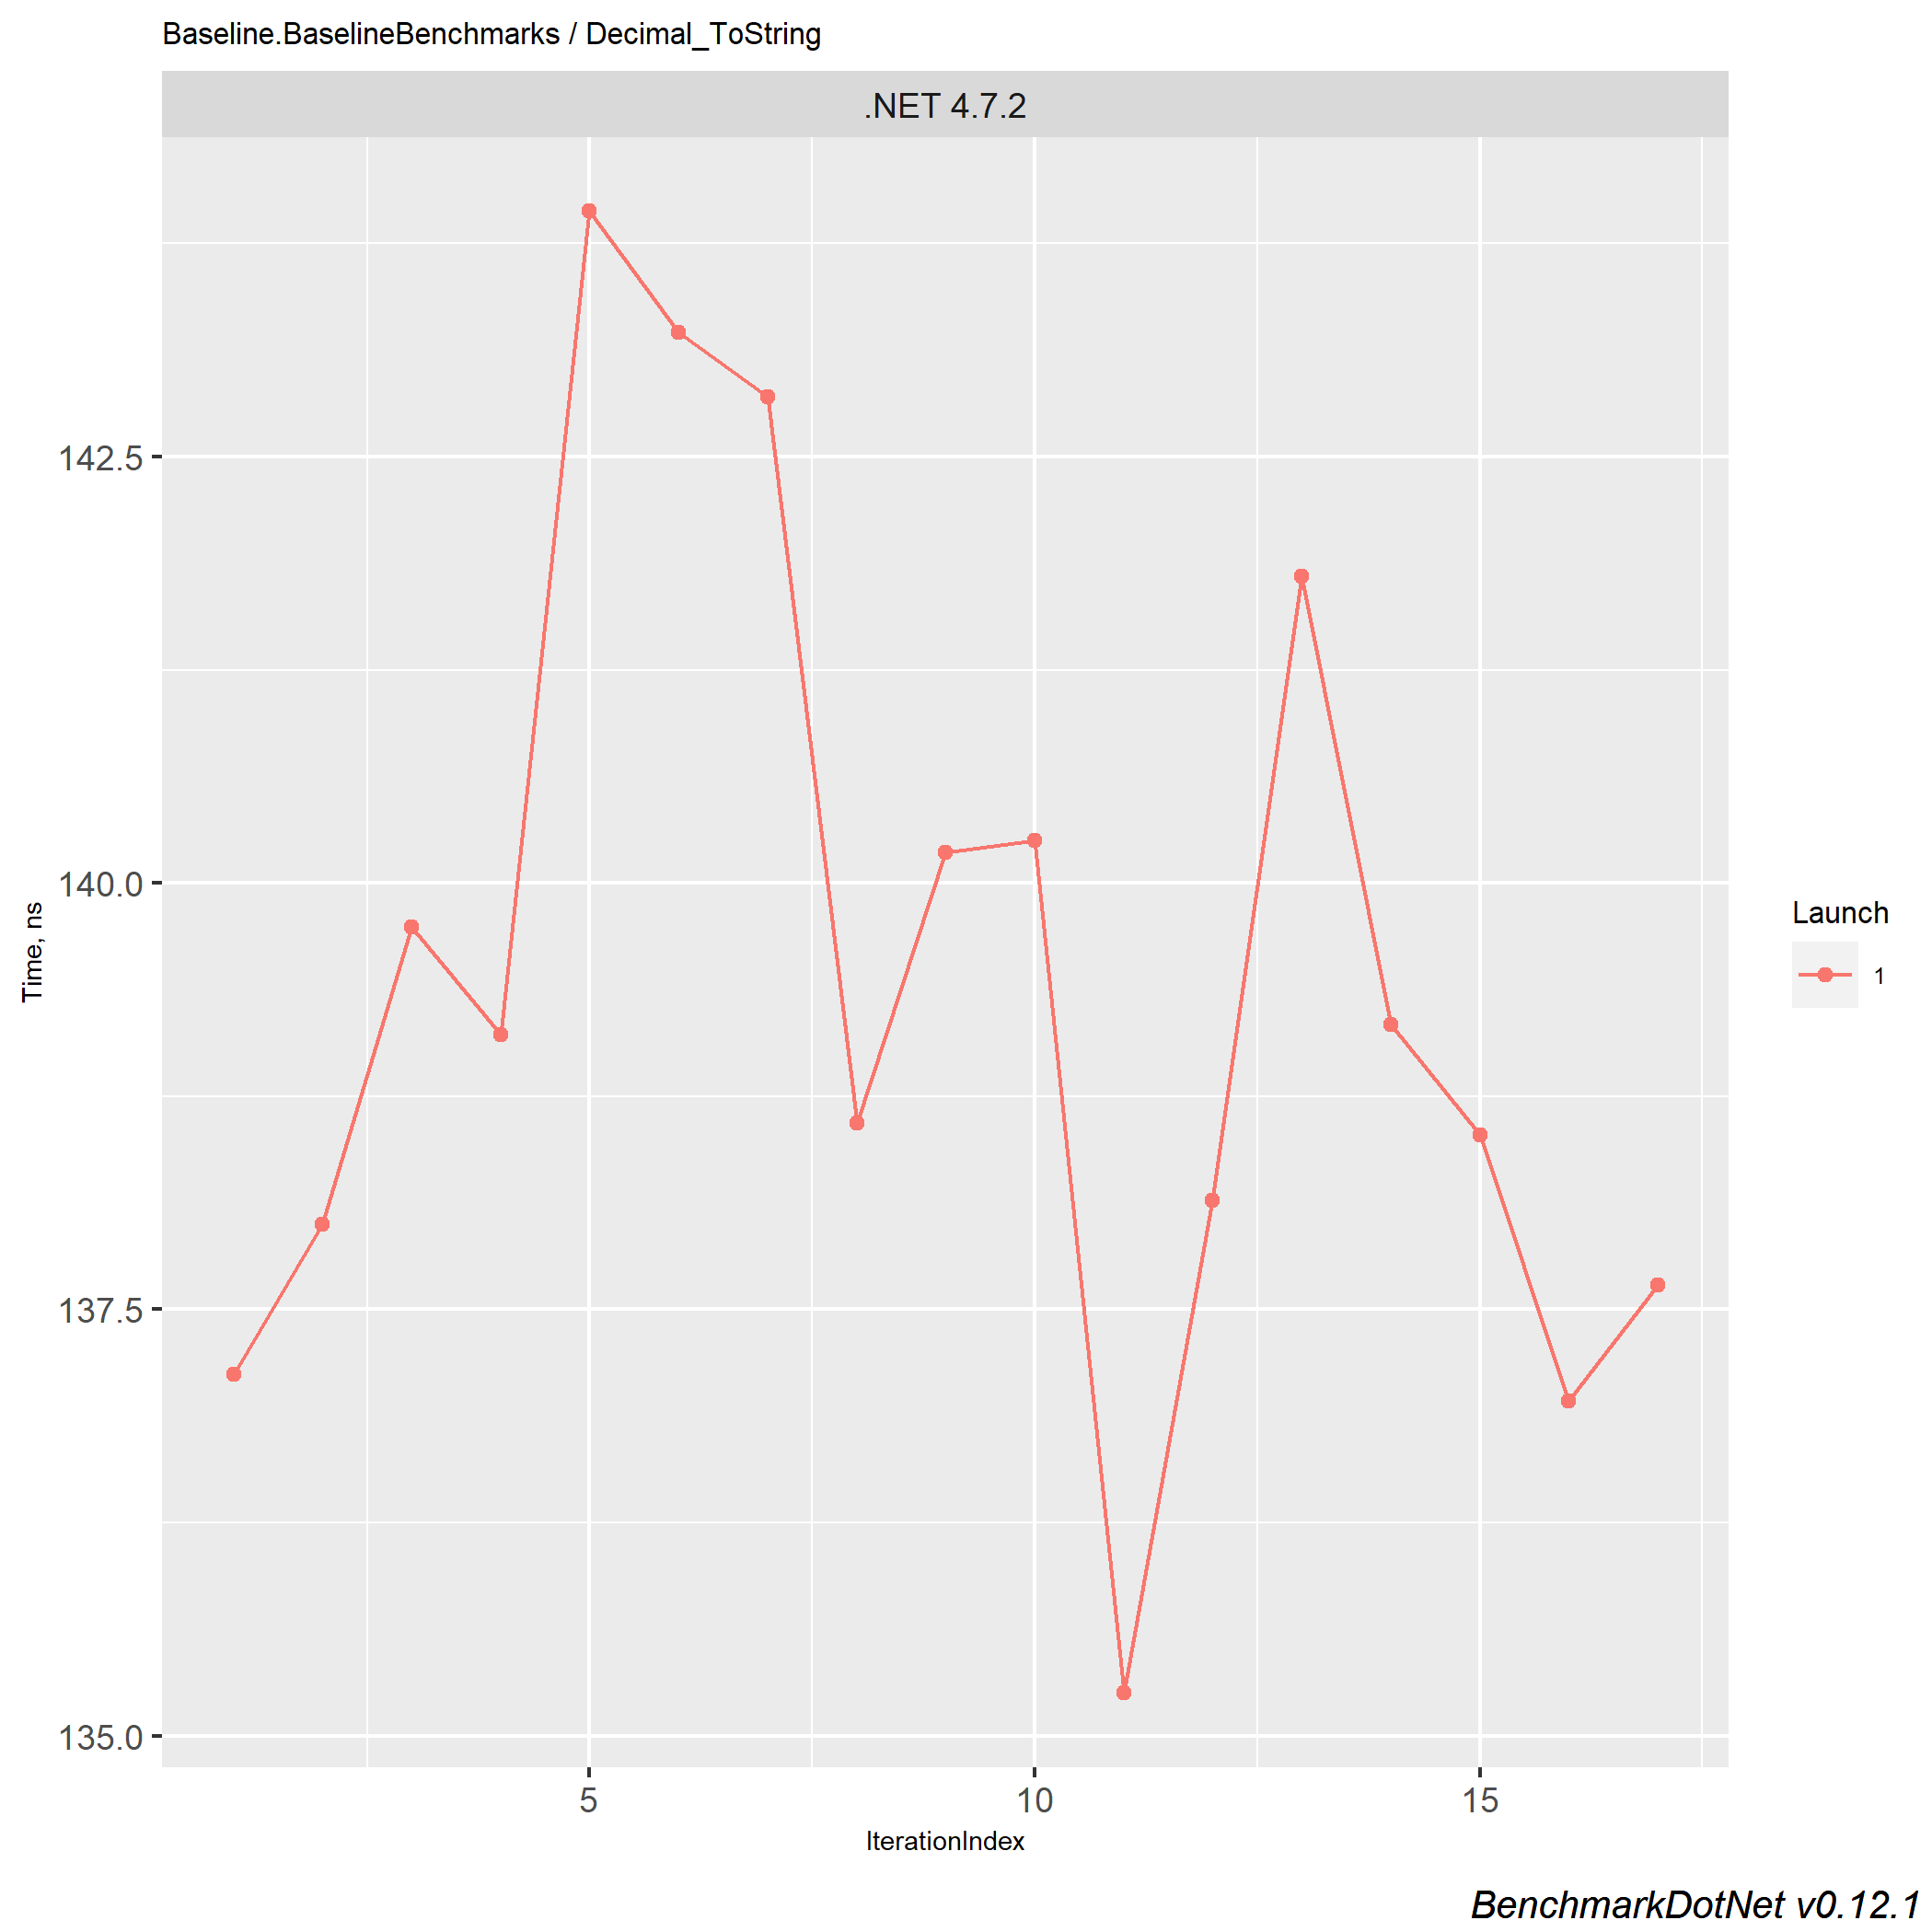 Baseline.BaselineBenchmarks / Decimal_ToString
.NET 4.7.2
142.5
140.0
137.5
135.0
Time, ns
5 10 15
IterationIndex
Launch
1
BenchmarkDotNet v0.12.1